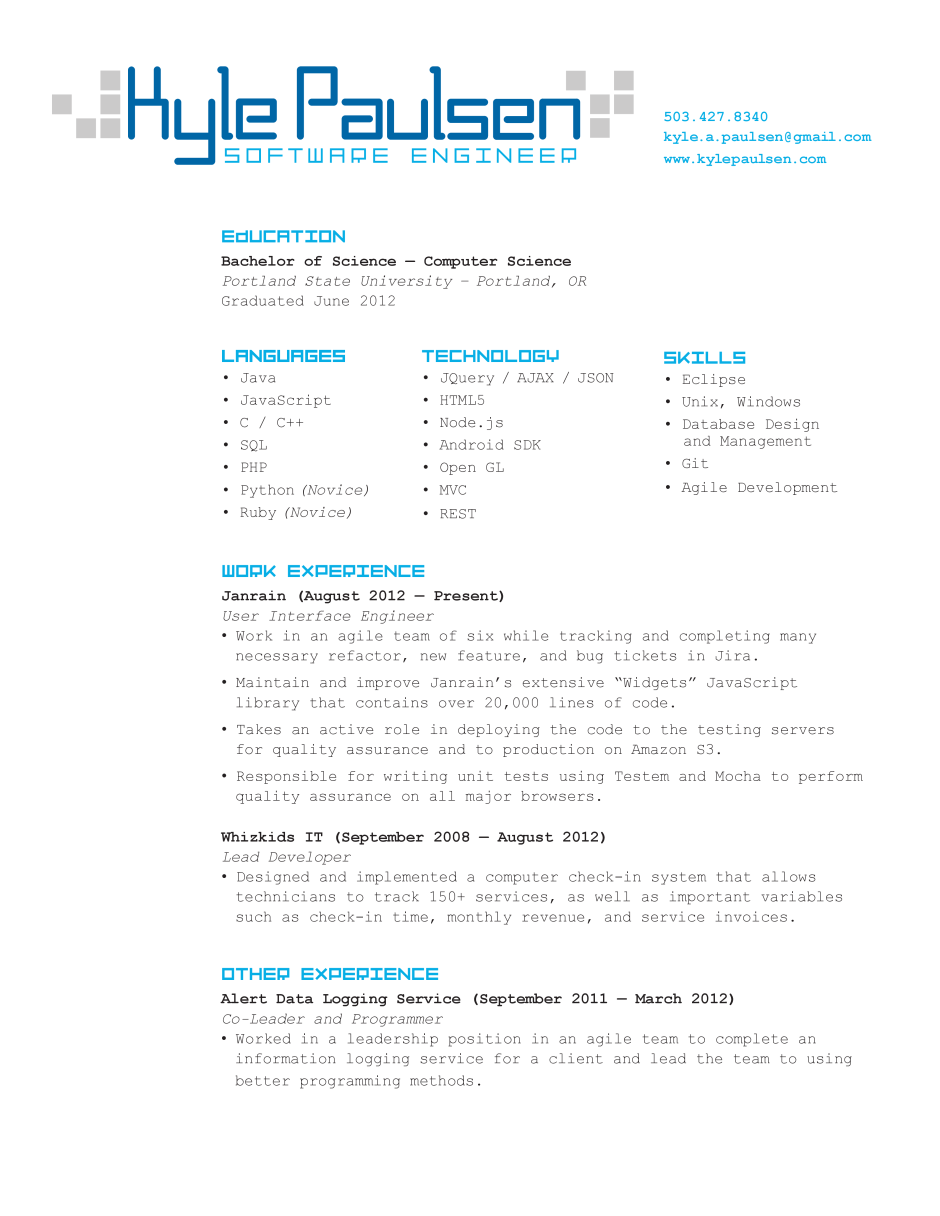 Kyle Paulsen
SOFTWARE ENGINEER
503.427.8340
kyle.a.paulsen@gmail.com
www.kylepaulsen.com
EdUCATION
Bachelor of Science — Computer Science
Portland State University – Portland, OR
Graduated June 2012
LANGUAGES
• Java
• JavaScript
• C / C++
• SQL
• PHP
• Python (Novice)
• Ruby (Novice)
TECHNOLOGY
• JQuery / AJAX / JSON
• HTML5
• Node.js
• Android SDK
• Open GL
• MVC
• REST
SKILLS
• Eclipse
• Unix, Windows
• Database Design
and Management
• Git
• Agile Development
WORK EXPERIENCE
Janrain (August 2012 — Present)
User Interface Engineer
• Work in an agile team of six while tracking and completing many
necessary refactor, new feature, and bug tickets in Jira.
• Maintain and improve Janrain’s extensive “Widgets” JavaScript
library that contains over 20,000 lines of code.
• Takes an active role in deploying the code to the testing servers
for quality assurance and to production on Amazon S3.
• Responsible for writing unit tests using Testem and Mocha to perform
quality assurance on all major browsers.
Whizkids IT (September 2008 — August 2012)
Lead Developer
• Designed and implemented a computer check-in system that allows
technicians to track 150+ services, as well as important variables
such as check-in time, monthly revenue, and service invoices.
OTHER EXPERIENCE
Alert Data Logging Service (September 2011 — March 2012)
Co-Leader and Programmer
• Worked in a leadership position in an agile team to complete an
information logging service for a client and lead the team to using
better programming methods.